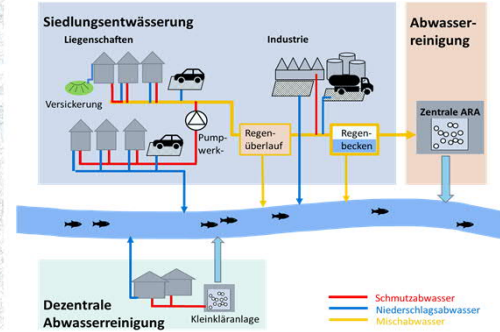 Siedlungsentwässerung
Abwasser-
reinigung
Liegenschaften
Industrie
Versickerung
Pump-
werk-
Regen-
überlauf
Regen-
becken
Zentrale ARA
Kleinkläranlage
Dezentrale
Abwasserreinigung
Schmutzabwasser
Niederschlagsabwasser
Mischabwasser